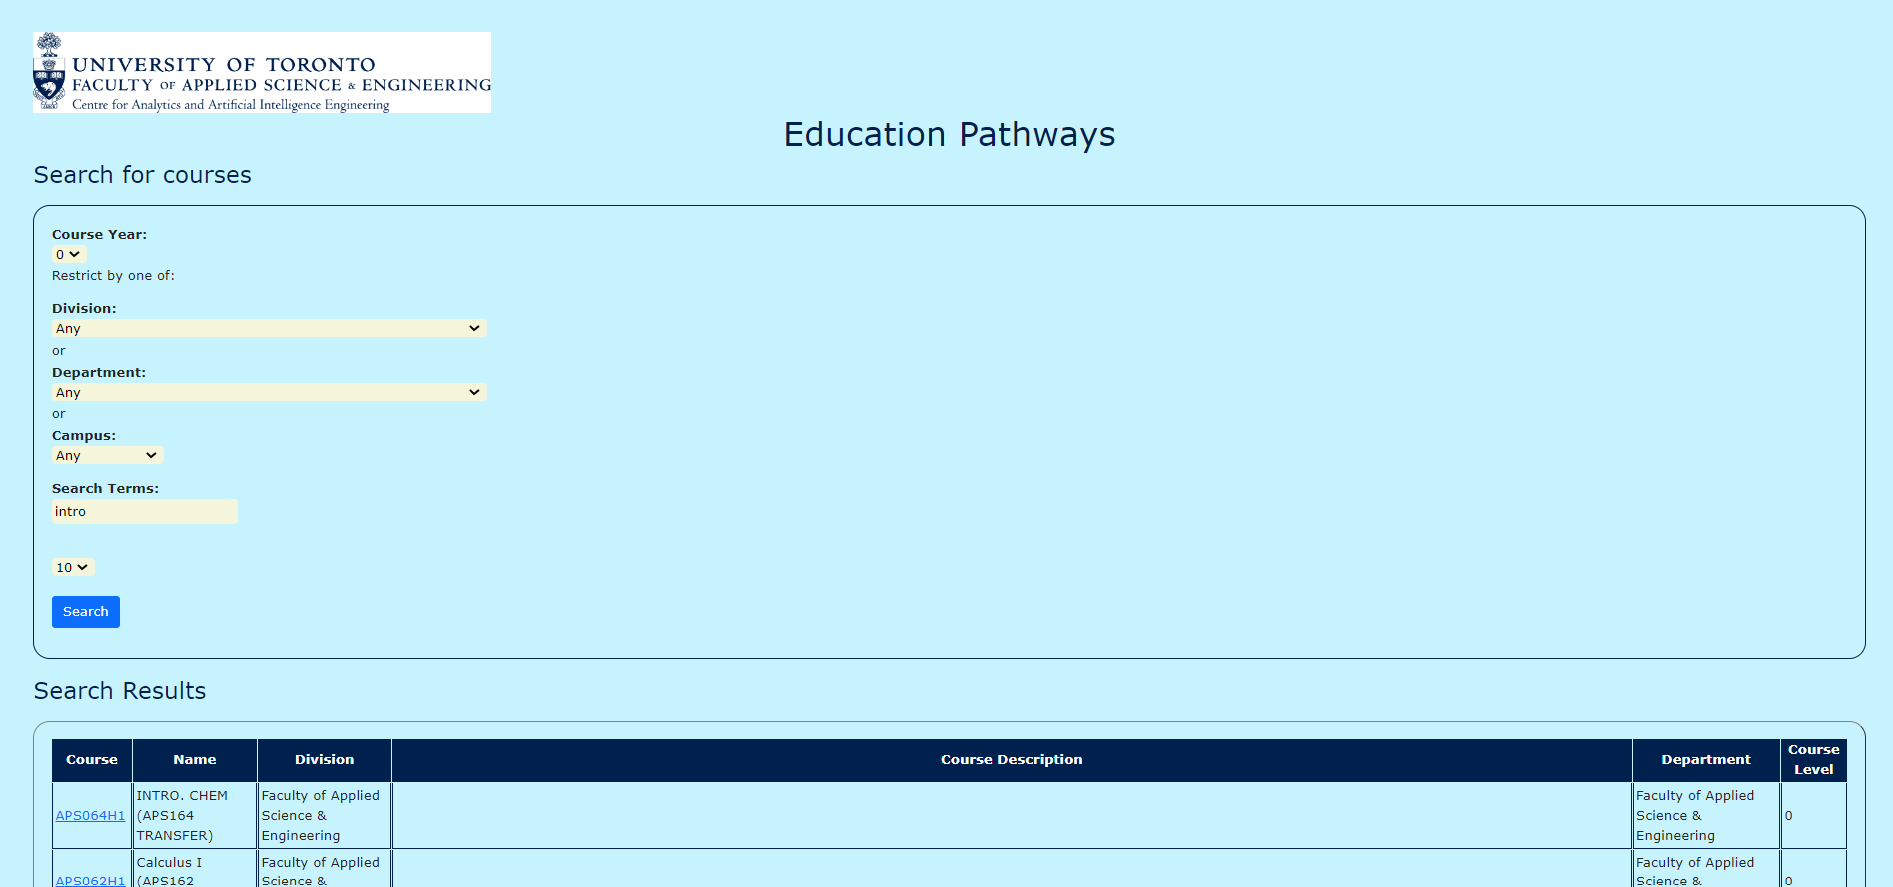 UNIVERSITY OF TORONTO
FACULTY OF APPLIED SCIENCE & ENGINEERING
Centre for Analytics and Artificial Intelligence Engineering
Education Pathways
Search for courses
Course Year:
0
Restrict by one of:
Division:
Any
or
Department:
Any
or
Campus:
Any
Search Terms:
intro
10
Search
Search Results
Course Name Division Course Description Department Course Level
APS064H1 INTRO. CHEM (APS164 TRANSFER) Faculty of Applied Science & Engineering Faculty of Applied Science & Engineering 0
APS062H1 Calculus I (APS162 Faculty of Applied Science & Faculty of Applied Science & 0